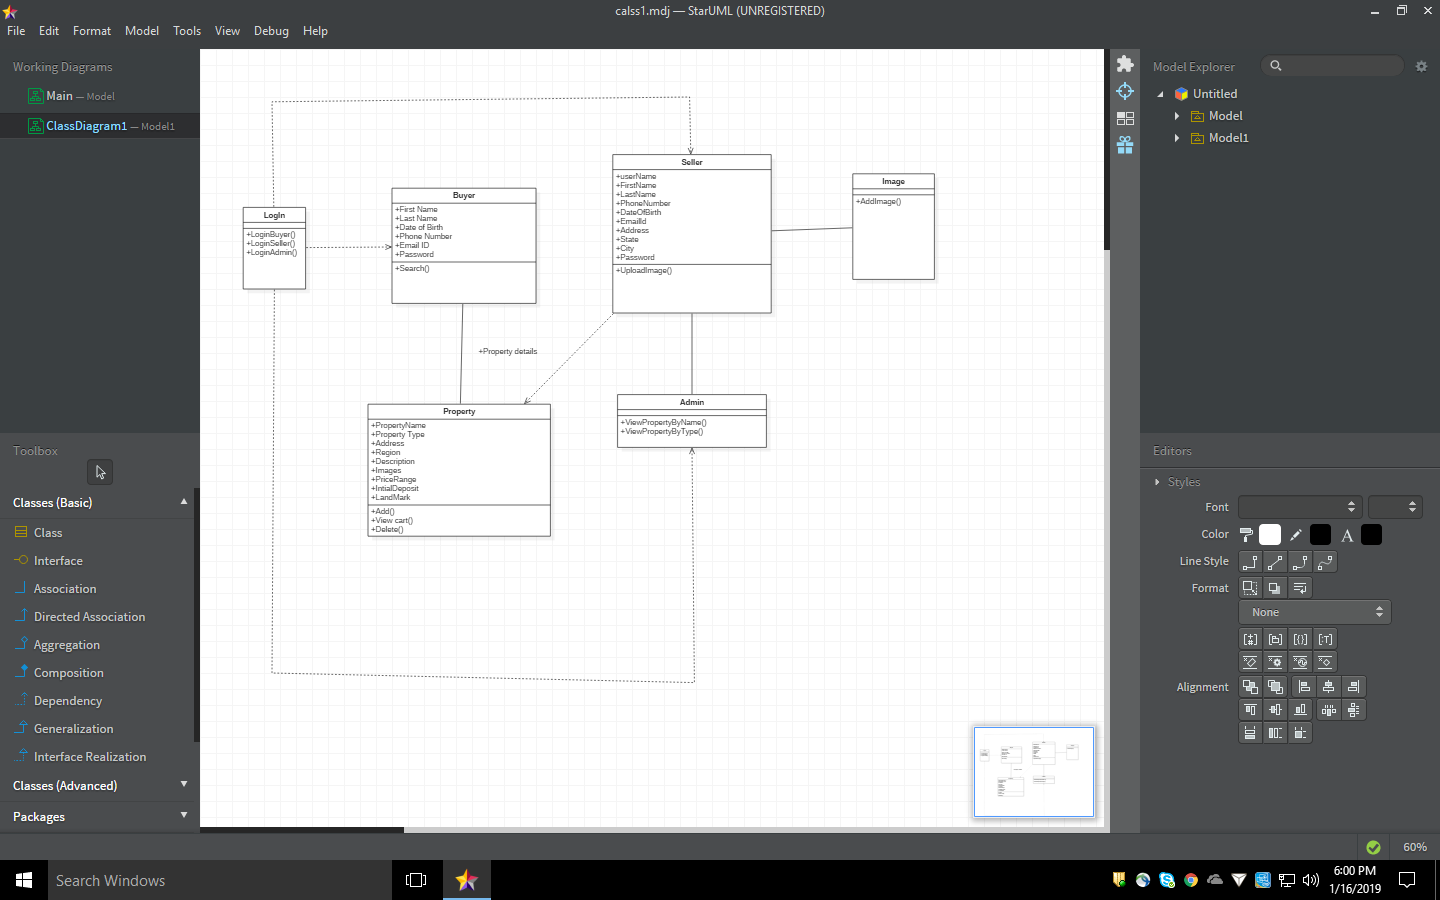 calss1.mdj — StarUML (UNREGISTERED)
File Edit Format Model Tools View Debug Help
Working Diagrams
Main — Model
ClassDiagram1 — Model1
Toolbox
Classes (Basic)
Class
Interface
Association
Directed Association
Aggregation
Composition
Dependency
Generalization
Interface Realization
Classes (Advanced)
Packages
LogIn
+LoginBuyer()
+LoginSeller()
+LoginAdmin()
Buyer
+First Name
+Last Name
+Date of Birth
+Phone Number
+Email ID
+Password
+Search()
Seller
+userName
+FirstName
+LastName
+PhoneNumber
+DateOfBirth
+EmailId
+Address
+State
+City
+Password
+UploadImage()
Image
+AddImage()
+Property details
Property
+PropertyName
+Property Type
+Address
+Region
+Description
+Images
+PriceRange
+IntialDeposit
+LandMark
+Add()
+View cart()
+Delete()
Admin
+ViewPropertyByName()
+ViewPropertyByType()
Model Explorer
Untitled
Model
Model1
Editors
Styles
Font
Color
A
Line Style
Format
None
Alignment
60%
Search Windows
6:00 PM
1/16/2019